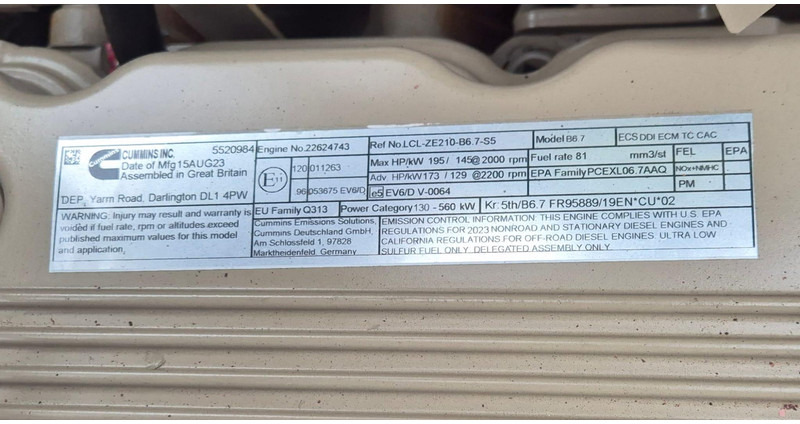 CUMMINS INC. 5520984
Date of Mfg 15AUG23
Assembled in Great Britain
DEP, Yarm Road, Darlington DL1 4PW
WARNING: Injury may result and warranty is
voided if fuel rate, rpm or altitudes exceed
published maximum values for this model
and application,
Engine No.22624743
E11 120 011263
96 053675 EV6/D
EU Family Q313
Power Category 130 - 560 kW
Cummins Emissions Solutions,
Cummins Deutschland GmbH,
Am Schlossfeld 1, 97828
Marktheidenfeld, Germany
Ref No.LCL-ZE210-B6.7-S5
Max HP/kW 195 / 145@ 2000 rpm
Adv HP/kW173 / 129 @2200 rpm
e5 EV6/D V-0064
Model B6.7
ECS DDI ECM TC CAC
Fuel rate 81 mm3/st
EPA Family PCEXL06.7AAQ
FEL EPA
NOx+NMHC
PM
Kr. 5th/B6.7 FR95889/19EN*CU*02
EMISSION CONTROL INFORMATION: THIS ENGINE COMPLIES WITH U.S. EPA
REGULATIONS FOR 2023 NONROAD AND STATIONARY DIESEL ENGINES AND
CALIFORNIA REGULATIONS FOR OFF-ROAD DIESEL ENGINES. ULTRA LOW
SULFUR FUEL ONLY. DELEGATED ASSEMBLY ONLY.